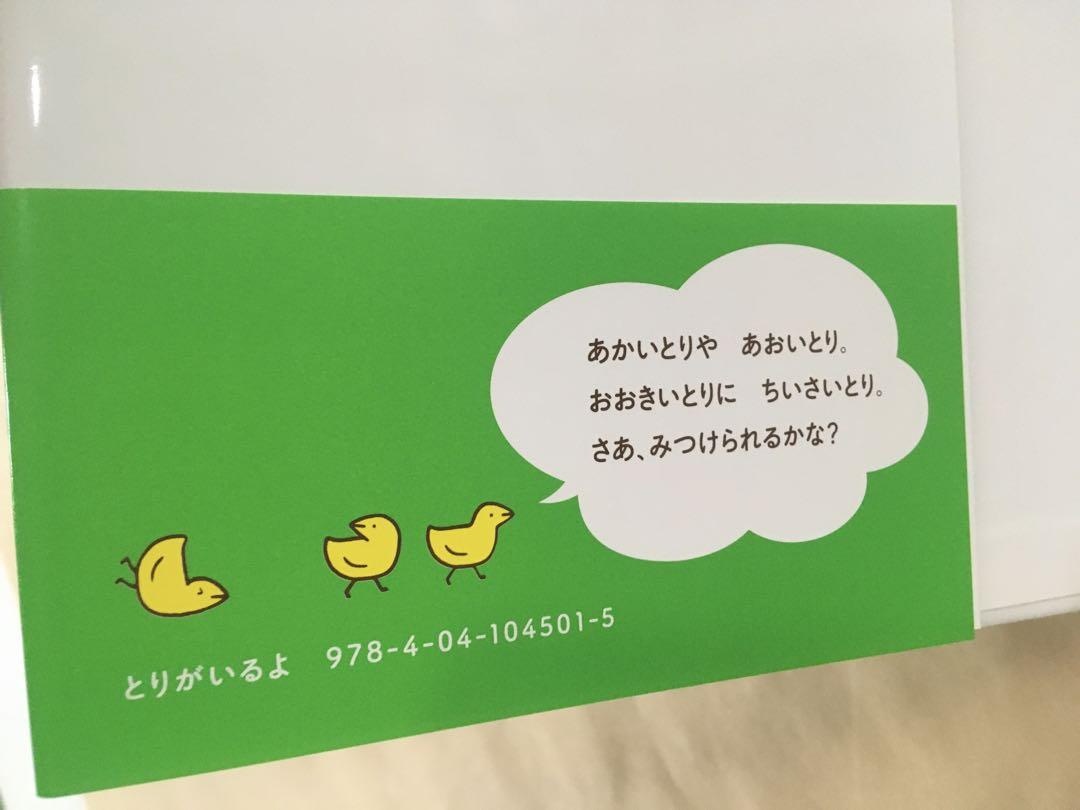 あかいとりや　あおいとり。
おおきいとりに　ちいさいとり。
さあ、みつけられるかな?
とりがいるよ　978-4-04-104501-5